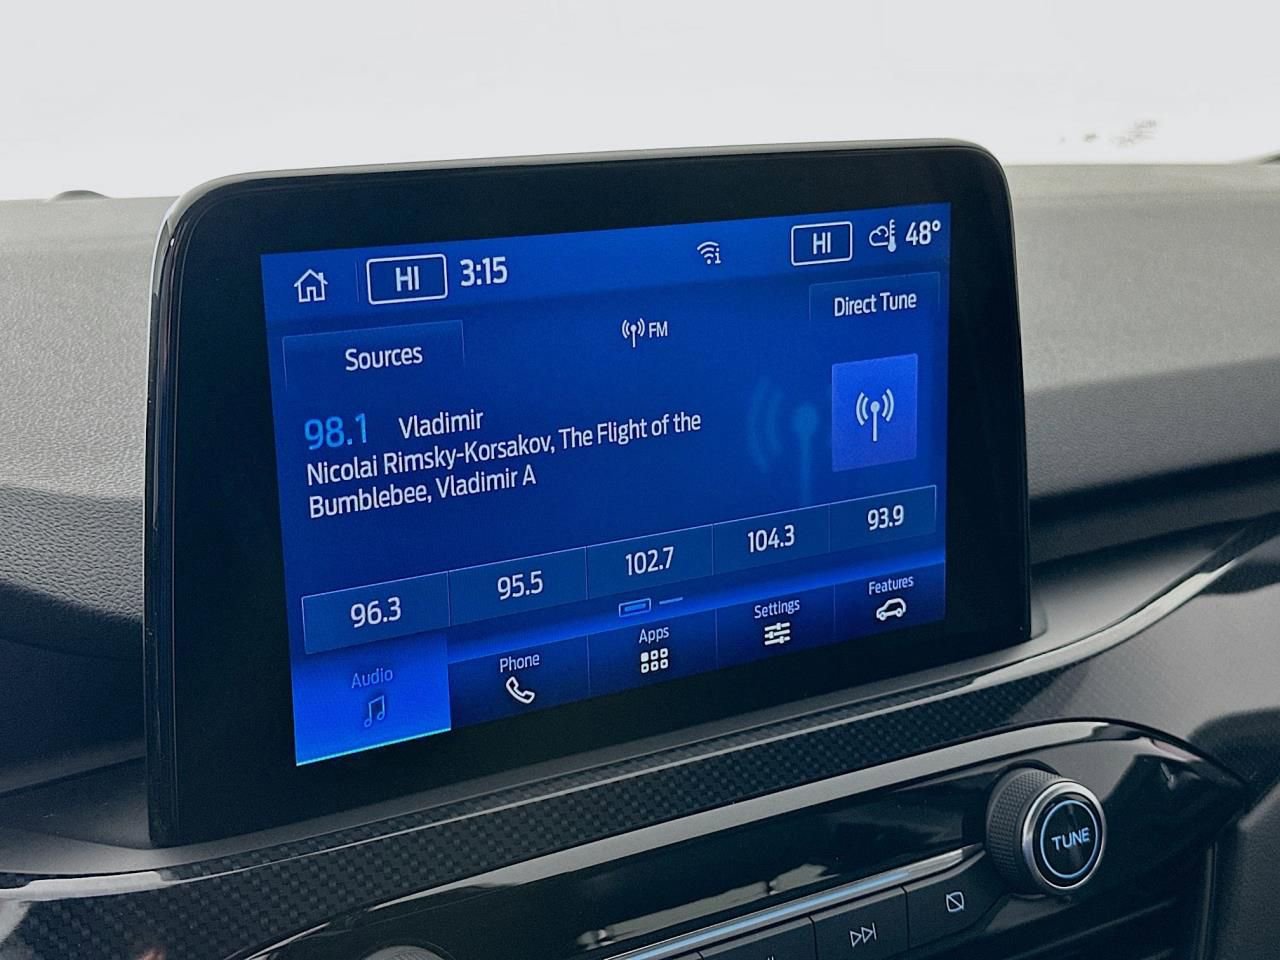 HI 3:15 HI 48°
Sources FM Direct Tune
98.1 Vladimir
Nicolai Rimsky-Korsakov, The Flight of the
Bumblebee, Vladimir A
96.3 95.5 102.7 104.3 93.9
Audio Phone Apps Settings Features
TUNE